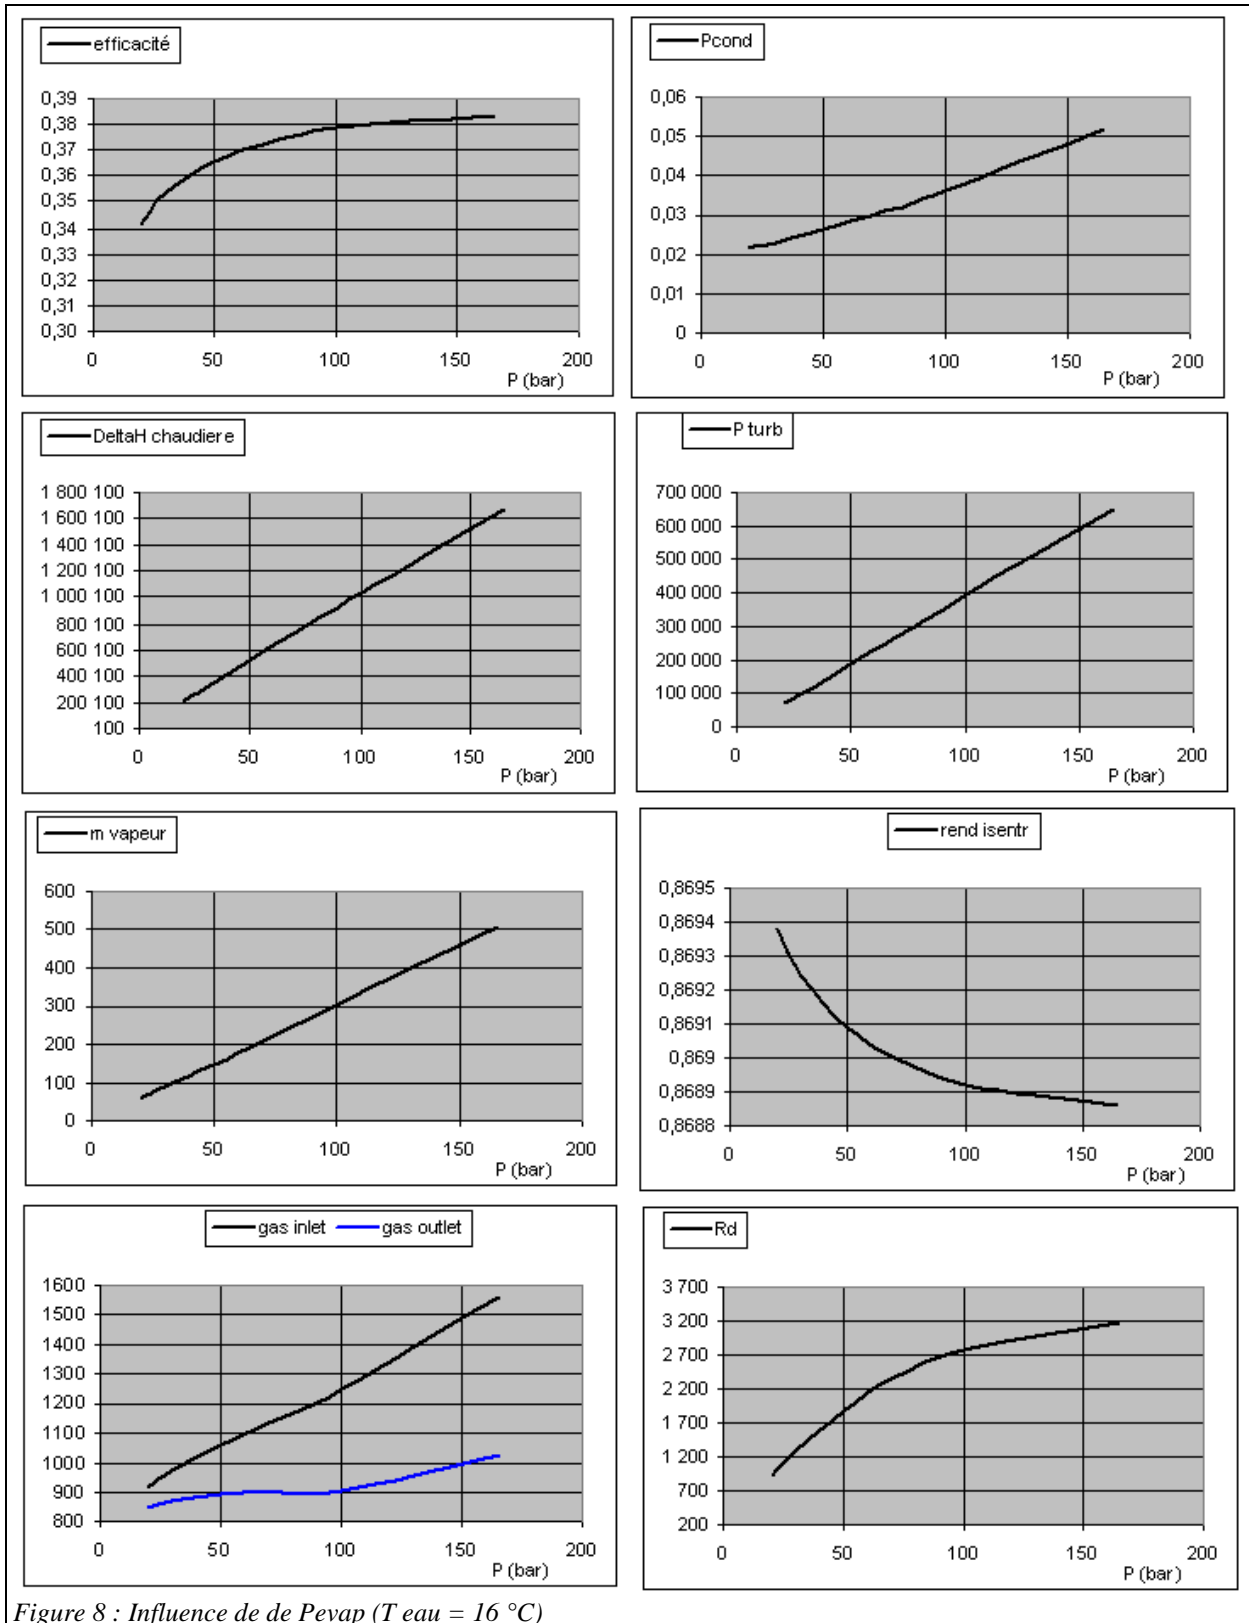 efficacité
0,39
0,38
0,37
0,36
0,35
0,34
0,33
0,32
0,31
0,30
0 50 100 150 200
P (bar)
Pcond
0,06
0,05
0,04
0,03
0,02
0,01
0
0 50 100 150 200
P (bar)
DeltaH chaudiere
1 800 100
1 600 100
1 400 100
1 200 100
1 000 100
800 100
600 100
400 100
200 100
100
0 50 100 150 200
P (bar)
P turb
700 000
600 000
500 000
400 000
300 000
200 000
100 000
0
0 50 100 150 200
P (bar)
m vapeur
600
500
400
300
200
100
0
0 50 100 150 200
P (bar)
rend isentr
0,8695
0,8694
0,8693
0,8692
0,8691
0,869
0,8689
0,8688
0 50 100 150 200
P (bar)
gas inlet gas outlet
1600
1500
1400
1300
1200
1100
1000
900
800
0 50 100 150 200
P (bar)
Rd
3 700
3 200
2 700
2 200
1 700
1 200
700
200
0 50 100 150 200
P (bar)
Figure 8 : Influence de de Pevap (T eau = 16 °C)